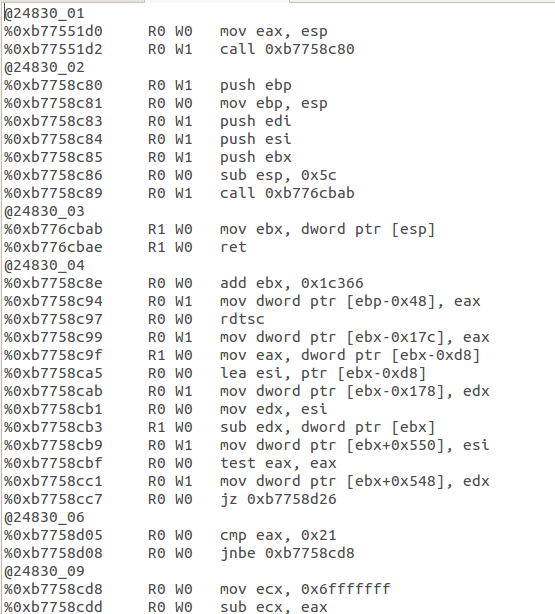 @24830_01
%0xb77551d0 R0 W0 mov eax, esp
%0xb77551d2 R0 W1 call 0xb7758c80
@24830_02
%0xb7758c80 R0 W1 push ebp
%0xb7758c81 R0 W0 mov ebp, esp
%0xb7758c83 R0 W1 push edi
%0xb7758c84 R0 W1 push esi
%0xb7758c85 R0 W1 push ebx
%0xb7758c86 R0 W0 sub esp, 0x5c
%0xb7758c89 R0 W1 call 0xb776cbab
@24830_03
%0xb776cbab R1 W0 mov ebx, dword ptr [esp]
%0xb776cbae R1 W0 ret
@24830_04
%0xb7758c8e R0 W0 add ebx, 0x1c366
%0xb7758c94 R0 W1 mov dword ptr [ebp-0x48], eax
%0xb7758c97 R0 W0 rdtsc
%0xb7758c99 R0 W1 mov dword ptr [ebx-0x17c], eax
%0xb7758c9f R1 W0 mov eax, dword ptr [ebx-0xd8]
%0xb7758ca5 R0 W0 lea esi, ptr [ebx-0xd8]
%0xb7758cab R0 W1 mov dword ptr [ebx-0x178], edx
%0xb7758cb1 R0 W0 mov edx, esi
%0xb7758cb3 R1 W0 sub edx, dword ptr [ebx]
%0xb7758cb9 R0 W1 mov dword ptr [ebx+0x550], esi
%0xb7758cbf R0 W0 test eax, eax
%0xb7758cc1 R0 W1 mov dword ptr [ebx+0x548], edx
%0xb7758cc7 R0 W0 jz 0xb7758d26
@24830_06
%0xb7758d05 R0 W0 cmp eax, 0x21
%0xb7758d08 R0 W0 jnbe 0xb7758cd8
@24830_09
%0xb7758cd8 R0 W0 mov ecx, 0x6fffffff
%0xb7758cdd R0 W0 sub ecx, eax